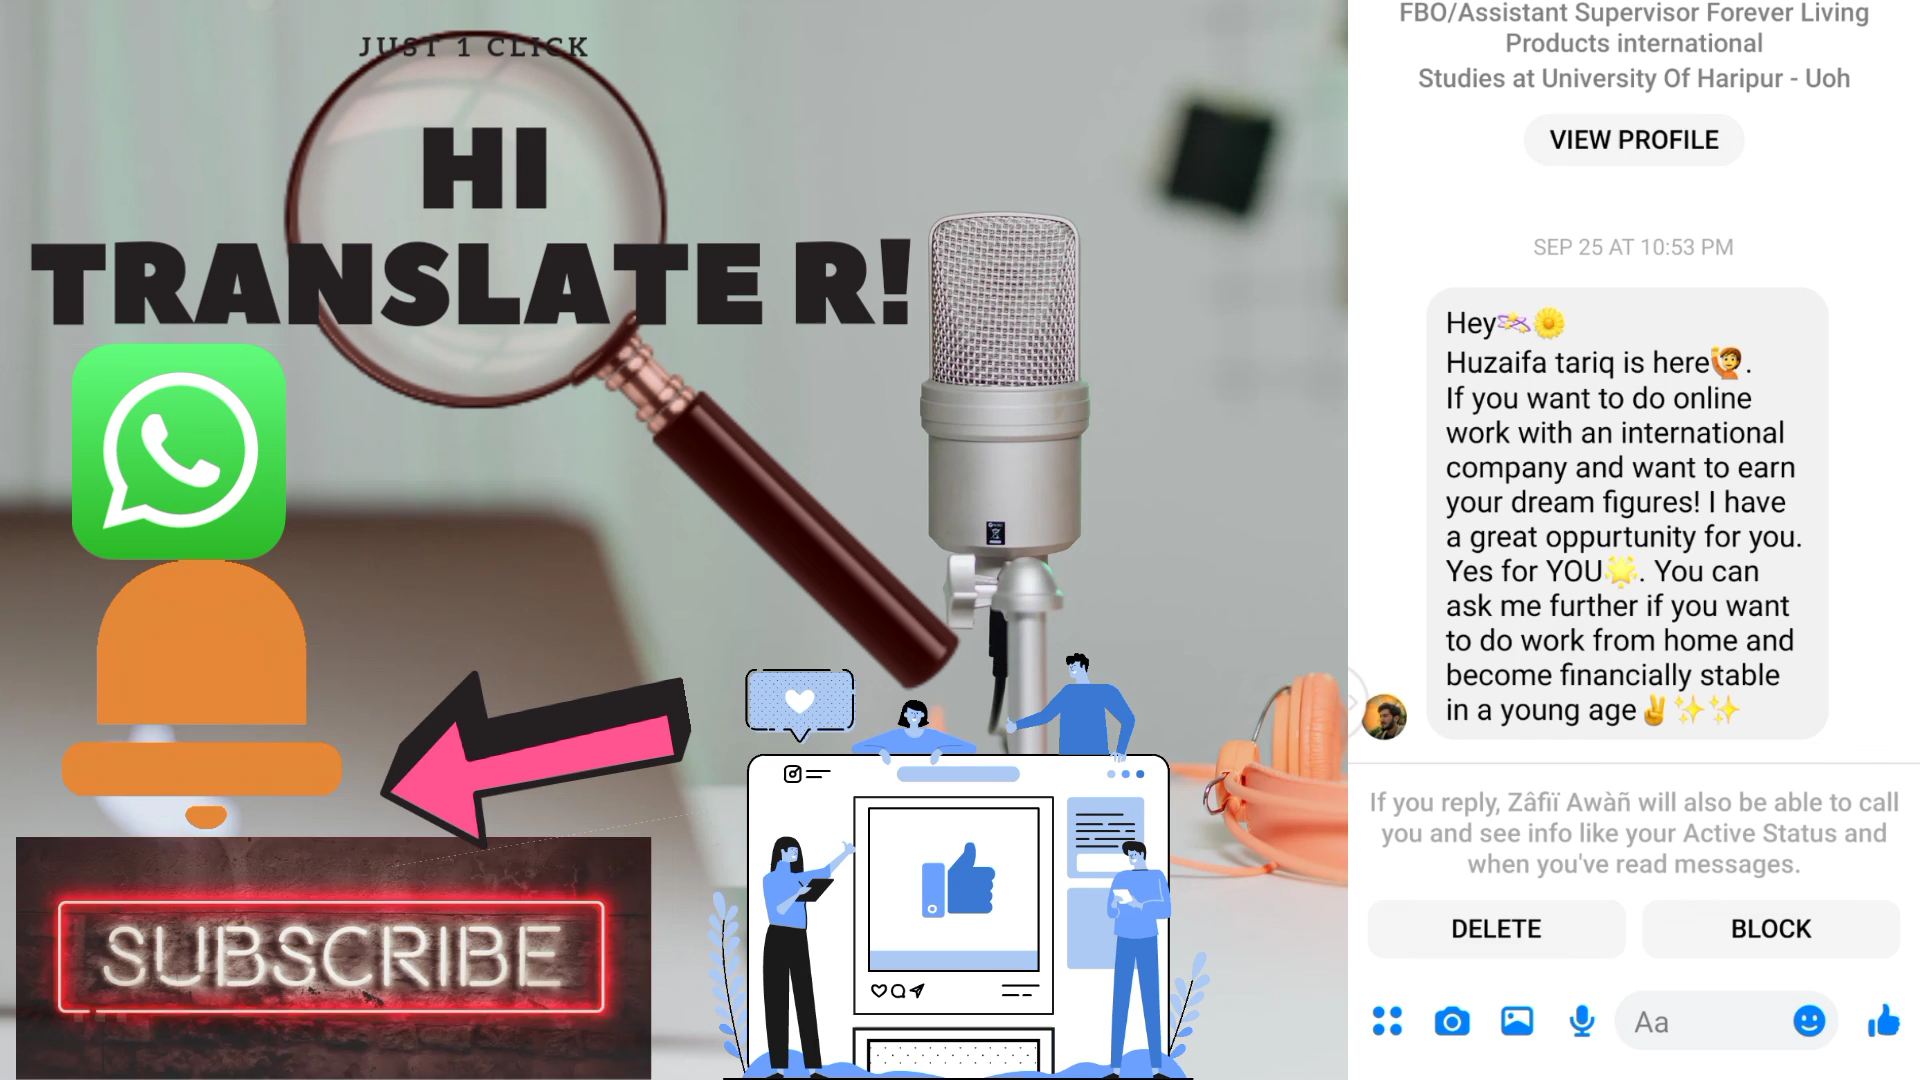 JUST 1 CLICK
HI
TRANSLATE R!
SUBSCRIBE
FBO/Assistant Supervisor Forever Living
Products international
Studies at University Of Haripur - Uoh
VIEW PROFILE
SEP 25 AT 10:53 PM
Hey💫🌼
Huzaifa tariq is here🙋.
If you want to do online
work with an international
company and want to earn
your dream figures! I have
a great oppurtunity for you.
Yes for YOU🌟. You can
ask me further if you want
to do work from home and
become financially stable
in a young age✌️✨✨
If you reply, Zâfiï Awàñ will also be able to call
you and see info like your Active Status and
when you've read messages.
DELETE
BLOCK
Aa